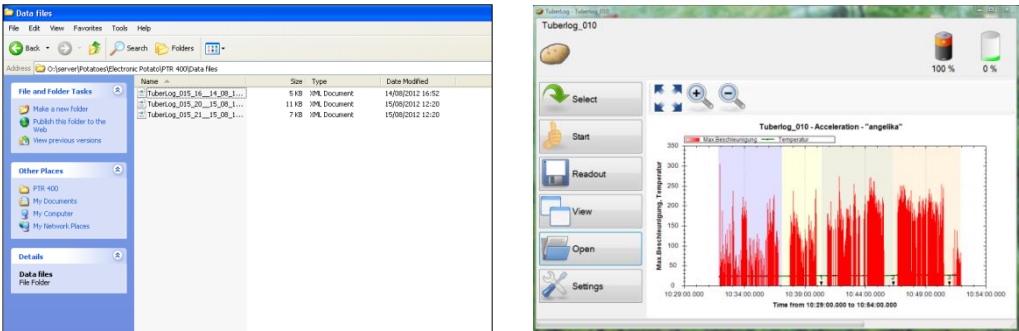 Data files
File Edit View Favorites Tools Help
Back Search Folders
Address O:\server\Potatoes\Electronic Potato\PTR 400\Data files
Name Size Type Date Modified
File and Folder Tasks
Make a new folder
Publish this folder to the Web
View previous versions
TuberLog_015_16__14_08_1... 5 KB XML Document 14/08/2012 16:52
TuberLog_015_20__15_08_1... 11 KB XML Document 15/08/2012 12:20
TuberLog_015_21__15_08_1... 7 KB XML Document 15/08/2012 12:20
Other Places
PTR 400
My Documents
My Computer
My Network Places
Details
Data files
File Folder
TuberLog - Tuberlog_010
Tuberlog_010
100 % 0 %
Select
Start
Readout
View
Open
Settings
Tuberlog_010 - Acceleration - "angelika"
Max.Beschleunigung Temperatur
Max.Beschleunigung, Temperatur
350
300
250
200
150
100
50
0
10:29:00.000 10:34:00.000 10:39:00.000 10:44:00.000 10:49:00.000 10:54:00.000
Time from 10:29:00.000 to 10:54:00.000